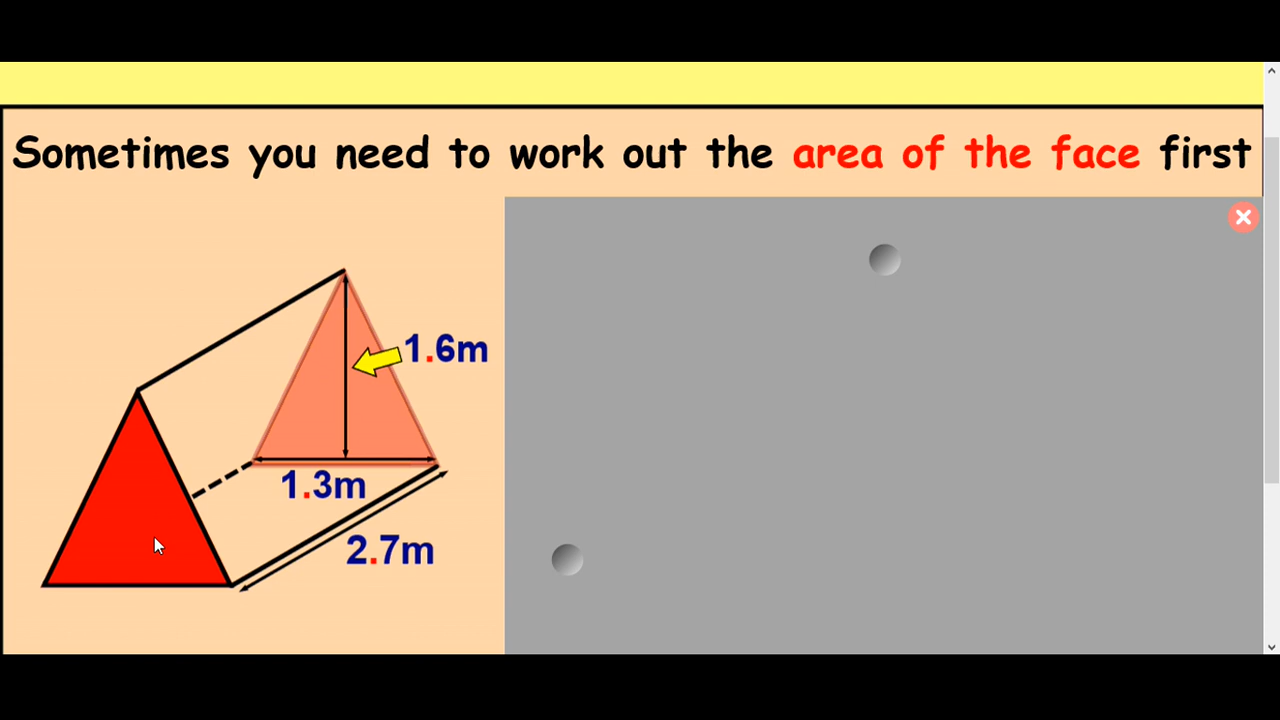 Sometimes you need to work out the area of the face first
1.6m
1.3m
2.7m